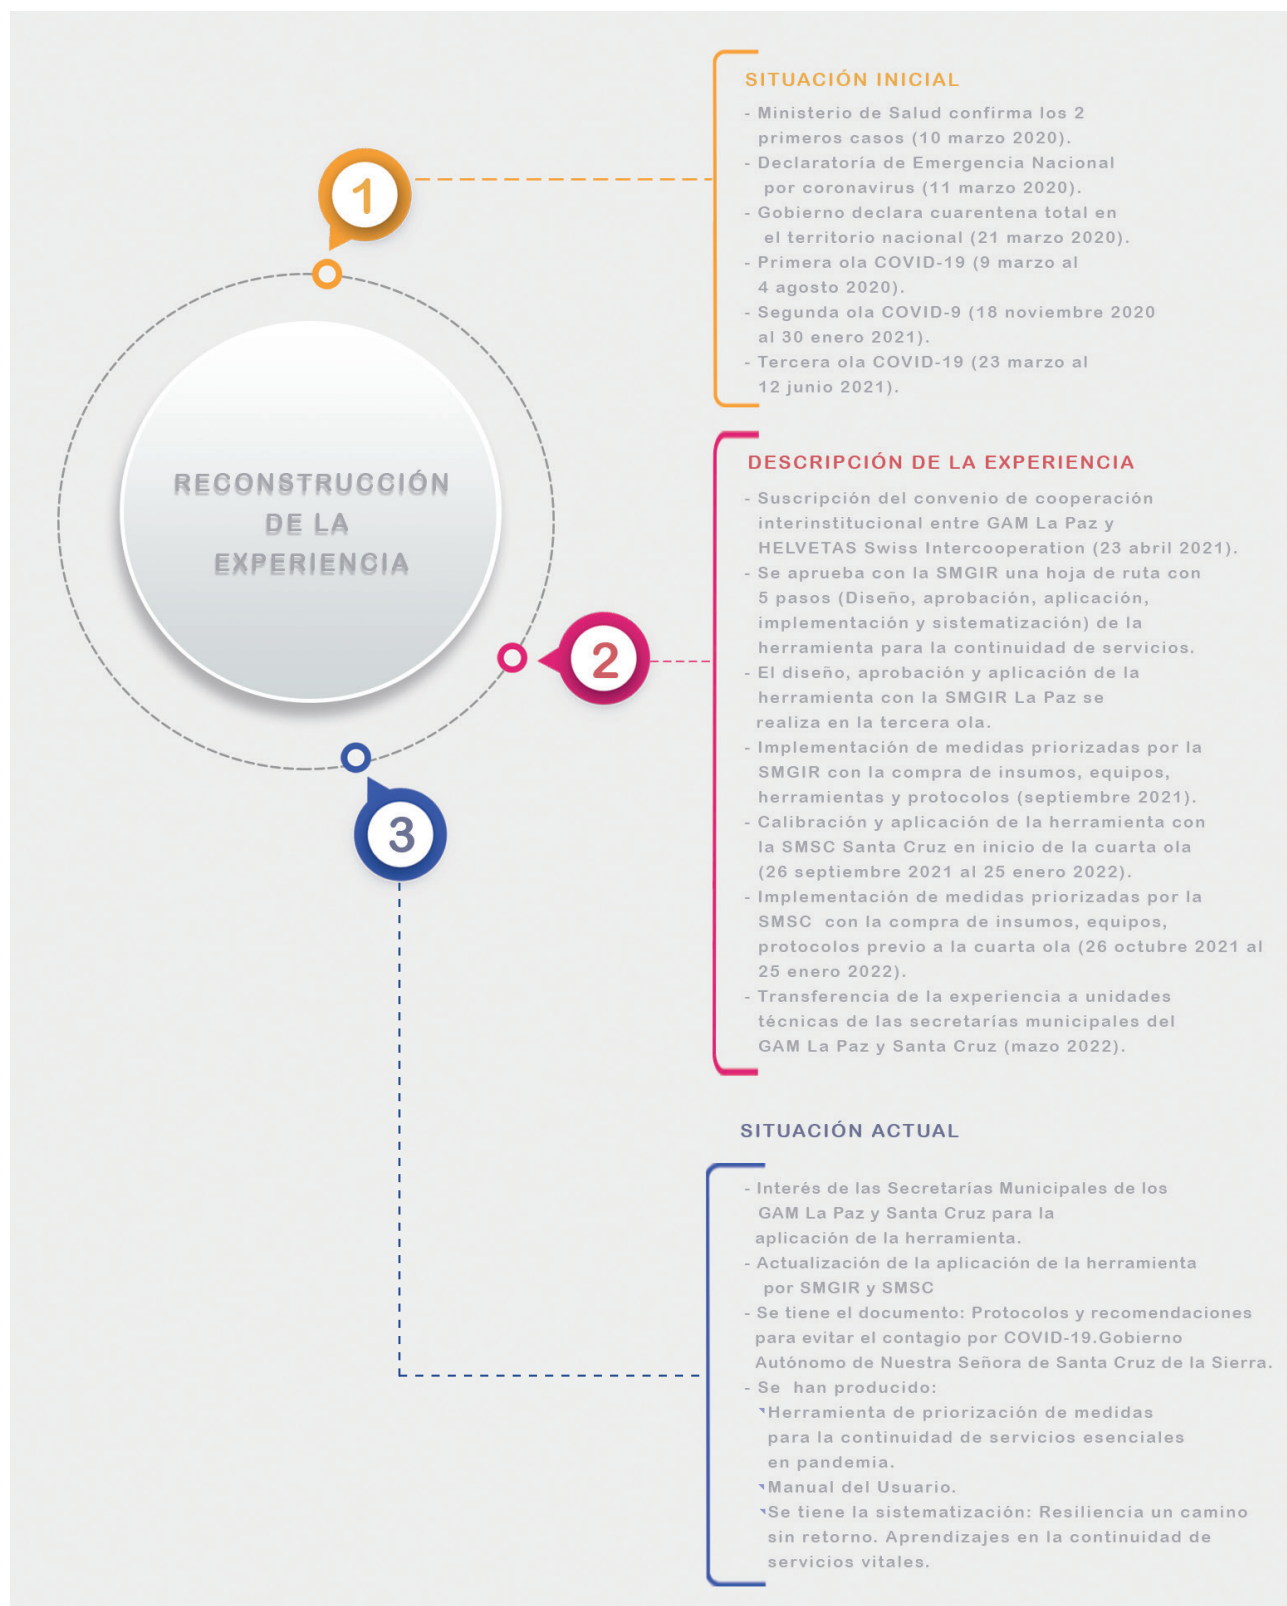 SITUACIÓN INICIAL
- Ministerio de Salud confirma los 2
primeros casos (10 marzo 2020).
- Declaratoria de Emergencia Nacional
por coronavirus (11 marzo 2020).
- Gobierno declara cuarentena total en
el territorio nacional (21 marzo 2020).
- Primera ola COVID-19 (9 marzo al
4 agosto 2020).
- Segunda ola COVID-9 (18 noviembre 2020
al 30 enero 2021).
- Tercera ola COVID-19 (23 marzo al
12 junio 2021).
1
RECONSTRUCCIÓN
DE LA
EXPERIENCIA
2
DESCRIPCIÓN DE LA EXPERIENCIA
- Suscripción del convenio de cooperación
interinstitucional entre GAM La Paz y
HELVETAS Swiss Intercooperation (23 abril 2021).
- Se aprueba con la SMGIR una hoja de ruta con
5 pasos (Diseño, aprobación, aplicación,
implementación y sistematización) de la
herramienta para la continuidad de servicios.
- El diseño, aprobación y aplicación de la
herramienta con la SMGIR La Paz se
realiza en la tercera ola.
- Implementación de medidas priorizadas por la
SMGIR con la compra de insumos, equipos,
herramientas y protocolos (septiembre 2021).
- Calibración y aplicación de la herramienta con
la SMSC Santa Cruz en inicio de la cuarta ola
(26 septiembre 2021 al 25 enero 2022).
- Implementación de medidas priorizadas por la
SMSC con la compra de insumos, equipos,
protocolos previo a la cuarta ola (26 octubre 2021 al
25 enero 2022).
- Transferencia de la experiencia a unidades
técnicas de las secretarías municipales del
GAM La Paz y Santa Cruz (mazo 2022).
3
SITUACIÓN ACTUAL
- Interés de las Secretarías Municipales de los
GAM La Paz y Santa Cruz para la
aplicación de la herramienta.
- Actualización de la aplicación de la herramienta
por SMGIR y SMSC
- Se tiene el documento: Protocolos y recomendaciones
para evitar el contagio por COVID-19.Gobierno
Autónomo de Nuestra Señora de Santa Cruz de la Sierra.
- Se han producido:
Herramienta de priorización de medidas
para la continuidad de servicios esenciales
en pandemia.
Manual del Usuario.
Se tiene la sistematización: Resiliencia un camino
sin retorno. Aprendizajes en la continuidad de
servicios vitales.